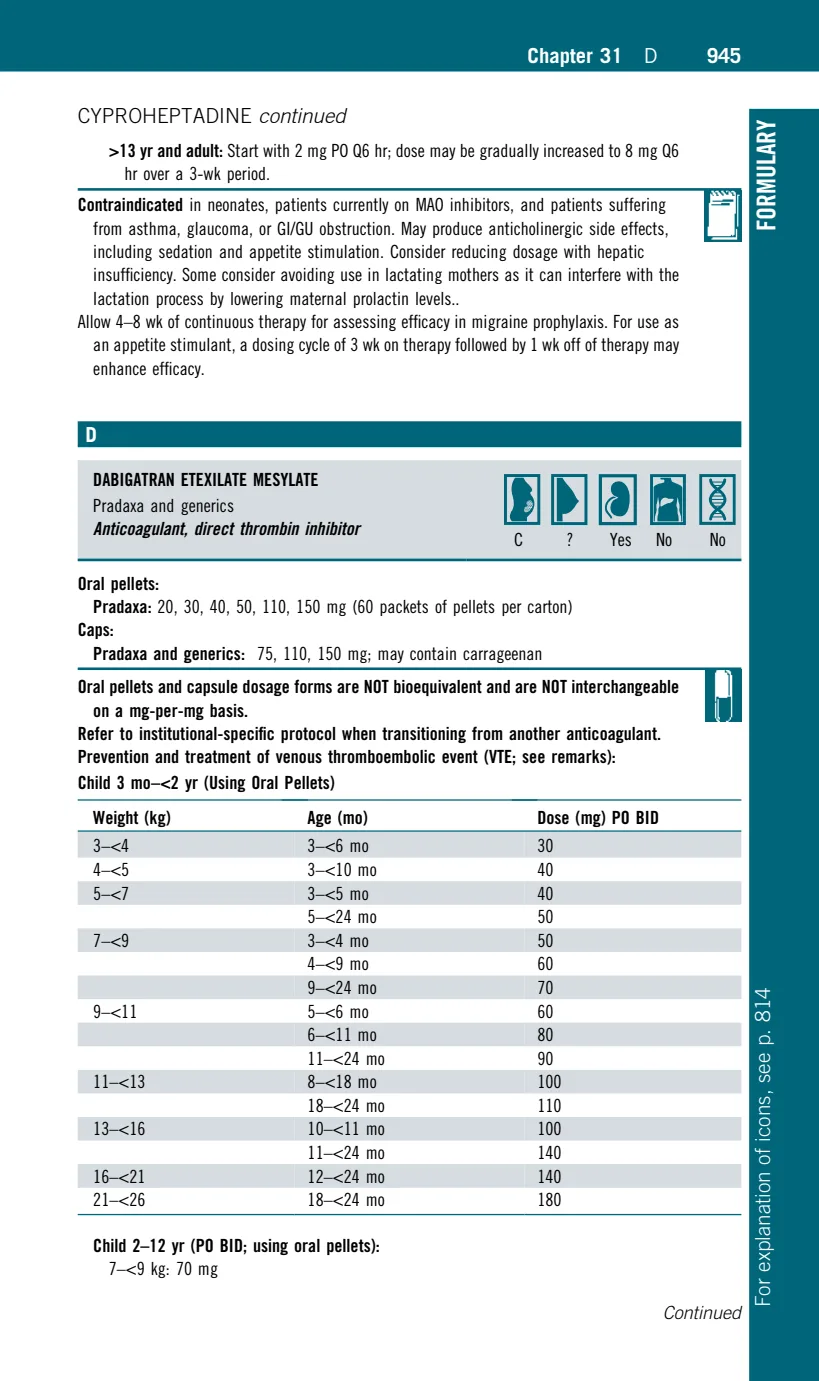 Chapter 31 D 945
CYPROHEPTADINE continued
>13 yr and adult: Start with 2 mg PO Q6 hr; dose may be gradually increased to 8 mg Q6
hr over a 3-wk period.
Contraindicated in neonates, patients currently on MAO inhibitors, and patients suffering
from asthma, glaucoma, or GI/GU obstruction. May produce anticholinergic side effects,
including sedation and appetite stimulation. Consider reducing dosage with hepatic
insufficiency. Some consider avoiding use in lactating mothers as it can interfere with the
lactation process by lowering maternal prolactin levels..
Allow 4–8 wk of continuous therapy for assessing efficacy in migraine prophylaxis. For use as
an appetite stimulant, a dosing cycle of 3 wk on therapy followed by 1 wk off of therapy may
enhance efficacy.
D
DABIGATRAN ETEXILATE MESYLATE
Pradaxa and generics
Anticoagulant, direct thrombin inhibitor
C ? Yes No No
Oral pellets:
Pradaxa: 20, 30, 40, 50, 110, 150 mg (60 packets of pellets per carton)
Caps:
Pradaxa and generics: 75, 110, 150 mg; may contain carrageenan
Oral pellets and capsule dosage forms are NOT bioequivalent and are NOT interchangeable
on a mg-per-mg basis.
Refer to institutional-specific protocol when transitioning from another anticoagulant.
Prevention and treatment of venous thromboembolic event (VTE; see remarks):
Child 3 mo–<2 yr (Using Oral Pellets)
Weight (kg) Age (mo) Dose (mg) PO BID
3–<4 3–<6 mo 30
4–<5 3–<10 mo 40
5–<7 3–<5 mo 40
5–<24 mo 50
7–<9 3–<4 mo 50
4–<9 mo 60
9–<24 mo 70
9–<11 5–<6 mo 60
6–<11 mo 80
11–<24 mo 90
11–<13 8–<18 mo 100
18–<24 mo 110
13–<16 10–<11 mo 100
11–<24 mo 140
16–<21 12–<24 mo 140
21–<26 18–<24 mo 180
Child 2–12 yr (PO BID; using oral pellets):
7–<9 kg: 70 mg
Continued
FORMULARY
For explanation of icons, see p. 814